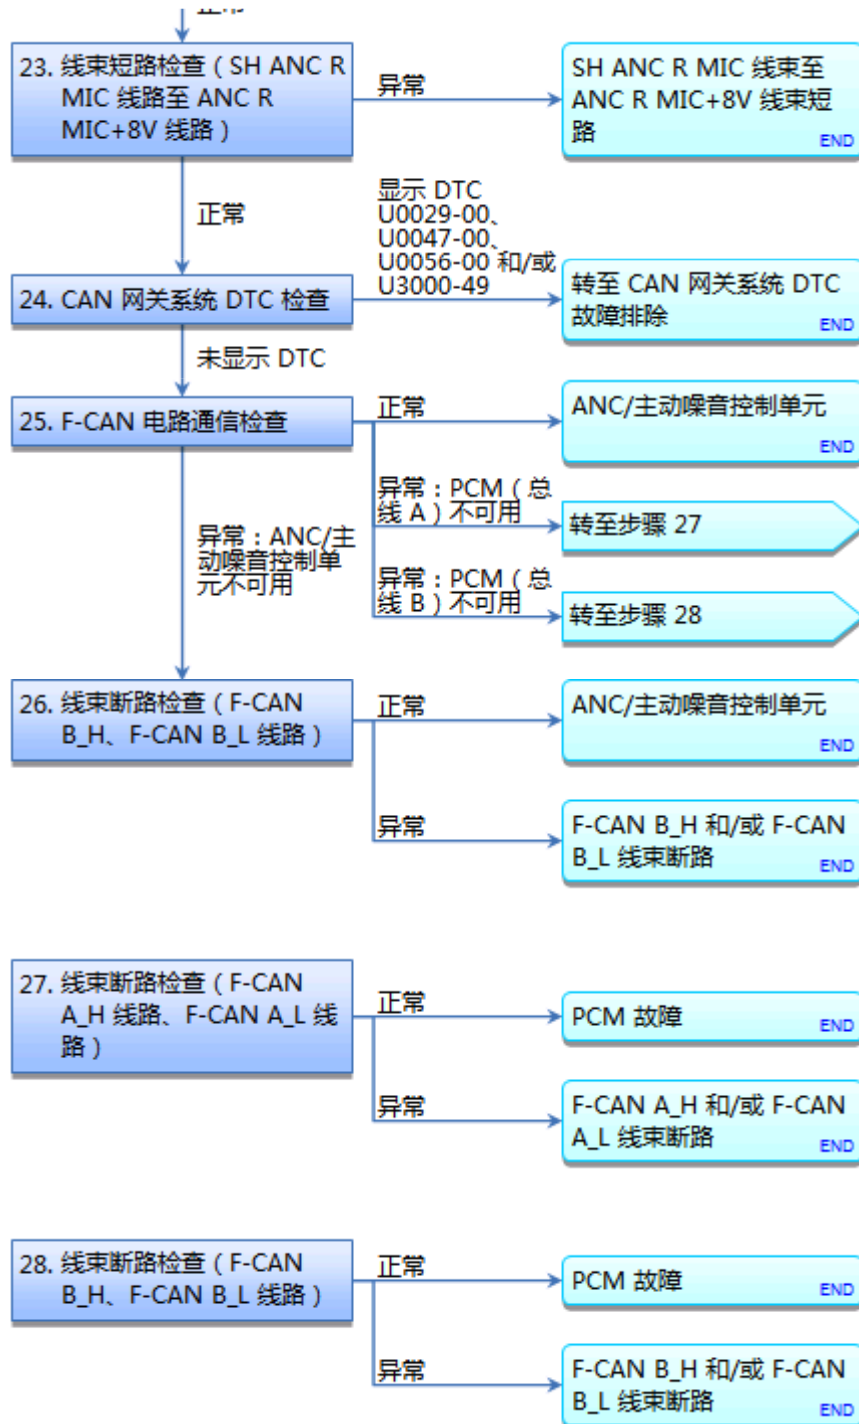 正常
23. 线束短路检查（SH ANC R
MIC 线路至 ANC R
MIC+8V 线路）
异常
SH ANC R MIC 线束至
ANC R MIC+8V 线束短
路
END
正常
显示 DTC
U0029-00、
U0047-00、
U0056-00 和/或
U3000-49
24. CAN 网关系统 DTC 检查
转至 CAN 网关系统 DTC
故障排除
END
未显示 DTC
25. F-CAN 电路通信检查
正常
ANC/主动噪音控制单元
END
异常：PCM（总
线 A）不可用
转至步骤 27
异常：ANC/主
动噪音控制单
元不可用
异常：PCM（总
线 B）不可用
转至步骤 28
26. 线束断路检查（F-CAN
B_H、F-CAN B_L 线路）
正常
ANC/主动噪音控制单元
END
异常
F-CAN B_H 和/或 F-CAN
B_L 线束断路
END
27. 线束断路检查（F-CAN
A_H 线路、F-CAN A_L 线
路）
正常
PCM 故障
END
异常
F-CAN A_H 和/或 F-CAN
A_L 线束断路
END
28. 线束断路检查（F-CAN
B_H、F-CAN B_L 线路）
正常
PCM 故障
END
异常
F-CAN B_H 和/或 F-CAN
B_L 线束断路
END